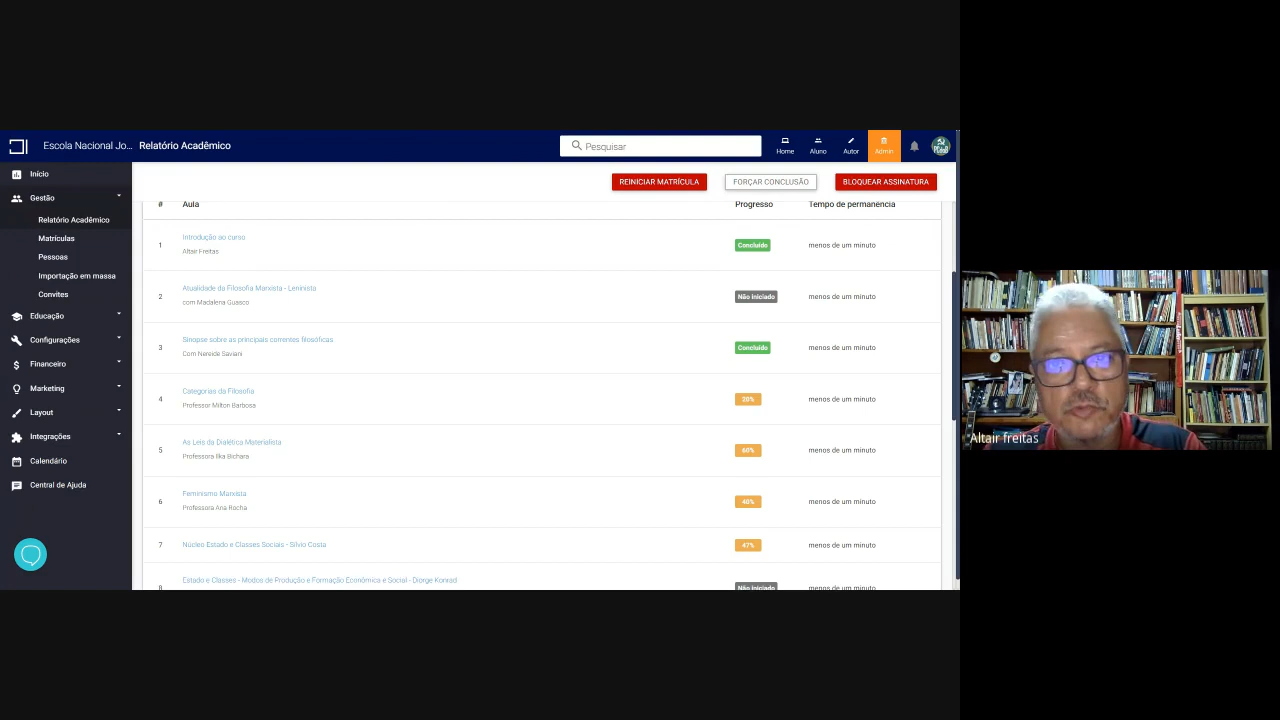 Escola Nacional Jo... Relatório Acadêmico
Pesquisar
Home
Aluno
Autor
Admin
Início
Gestão
Relatório Acadêmico
Matrículas
Pessoas
Importação em massa
Convites
Educação
Configurações
Financeiro
Marketing
Layout
Integrações
Calendário
Central de Ajuda
REINICIAR MATRÍCULA FORÇAR CONCLUSÃO BLOQUEAR ASSINATURA
# Aula Progresso Tempo de permanência
1 Introdução ao curso Concluído menos de um minuto
Altair Freitas
2 Atualidade da Filosofia Marxista - Leninista Não iniciado menos de um minuto
com Madalena Guasco
3 Sinopse sobre as principais correntes filosóficas Concluído menos de um minuto
Com Nereide Saviani
4 Categorias da Filosofia 20% menos de um minuto
Professor Milton Barbosa
5 As Leis da Dialética Materialista 60% menos de um minuto
Professora Ilka Bichara
6 Feminismo Marxista 40% menos de um minuto
Professora Ana Rocha
7 Núcleo Estado e Classes Sociais - Sílvio Costa 47% menos de um minuto
8 Estado e Classes - Modos de Produção e Formação Econômica e Social - Diorge Konrad Não iniciado menos de um minuto
Altair freitas